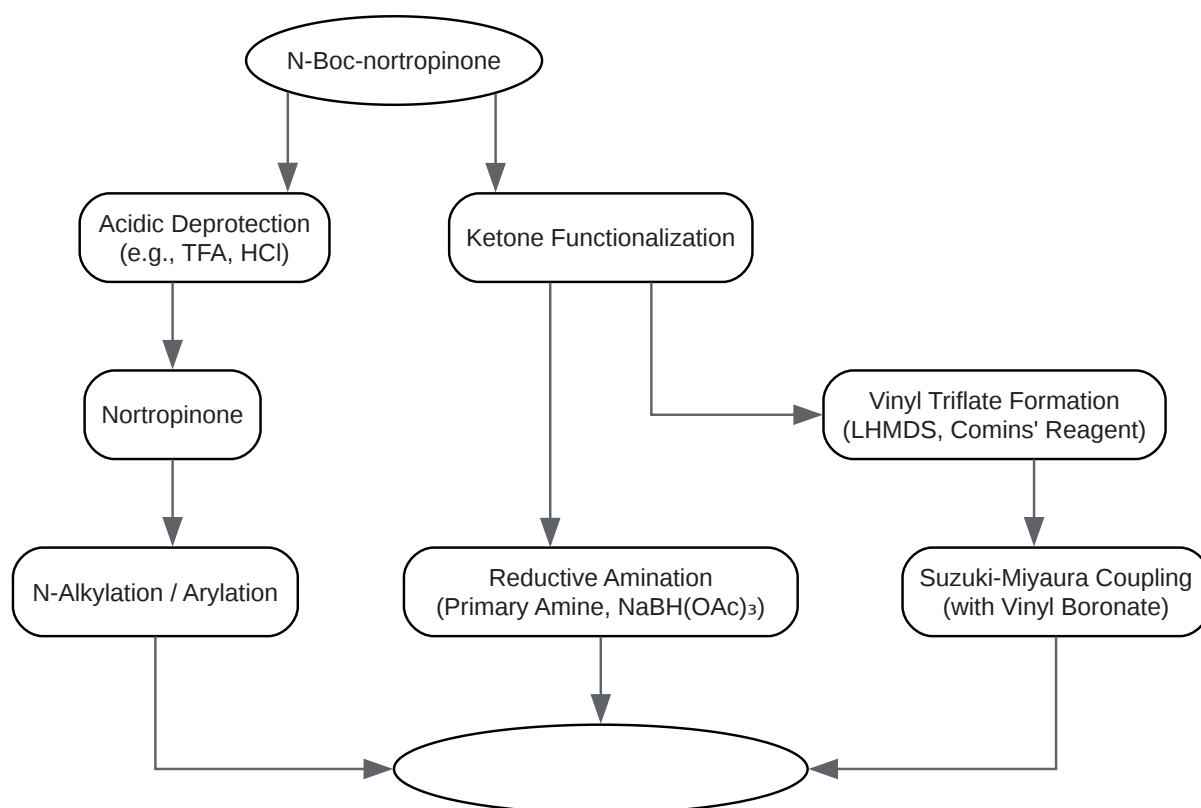 N-Boc-nortropinone
Acidic Deprotection
(e.g., TFA, HCl)
Ketone Functionalization
Nortropinone
Vinyl Triflate Formation
(LHMDS, Comins' Reagent)
N-Alkylation / Arylation
Reductive Amination
(Primary Amine, NaBH(OAc)₃)
Suzuki-Miyaura Coupling
(with Vinyl Boronate)